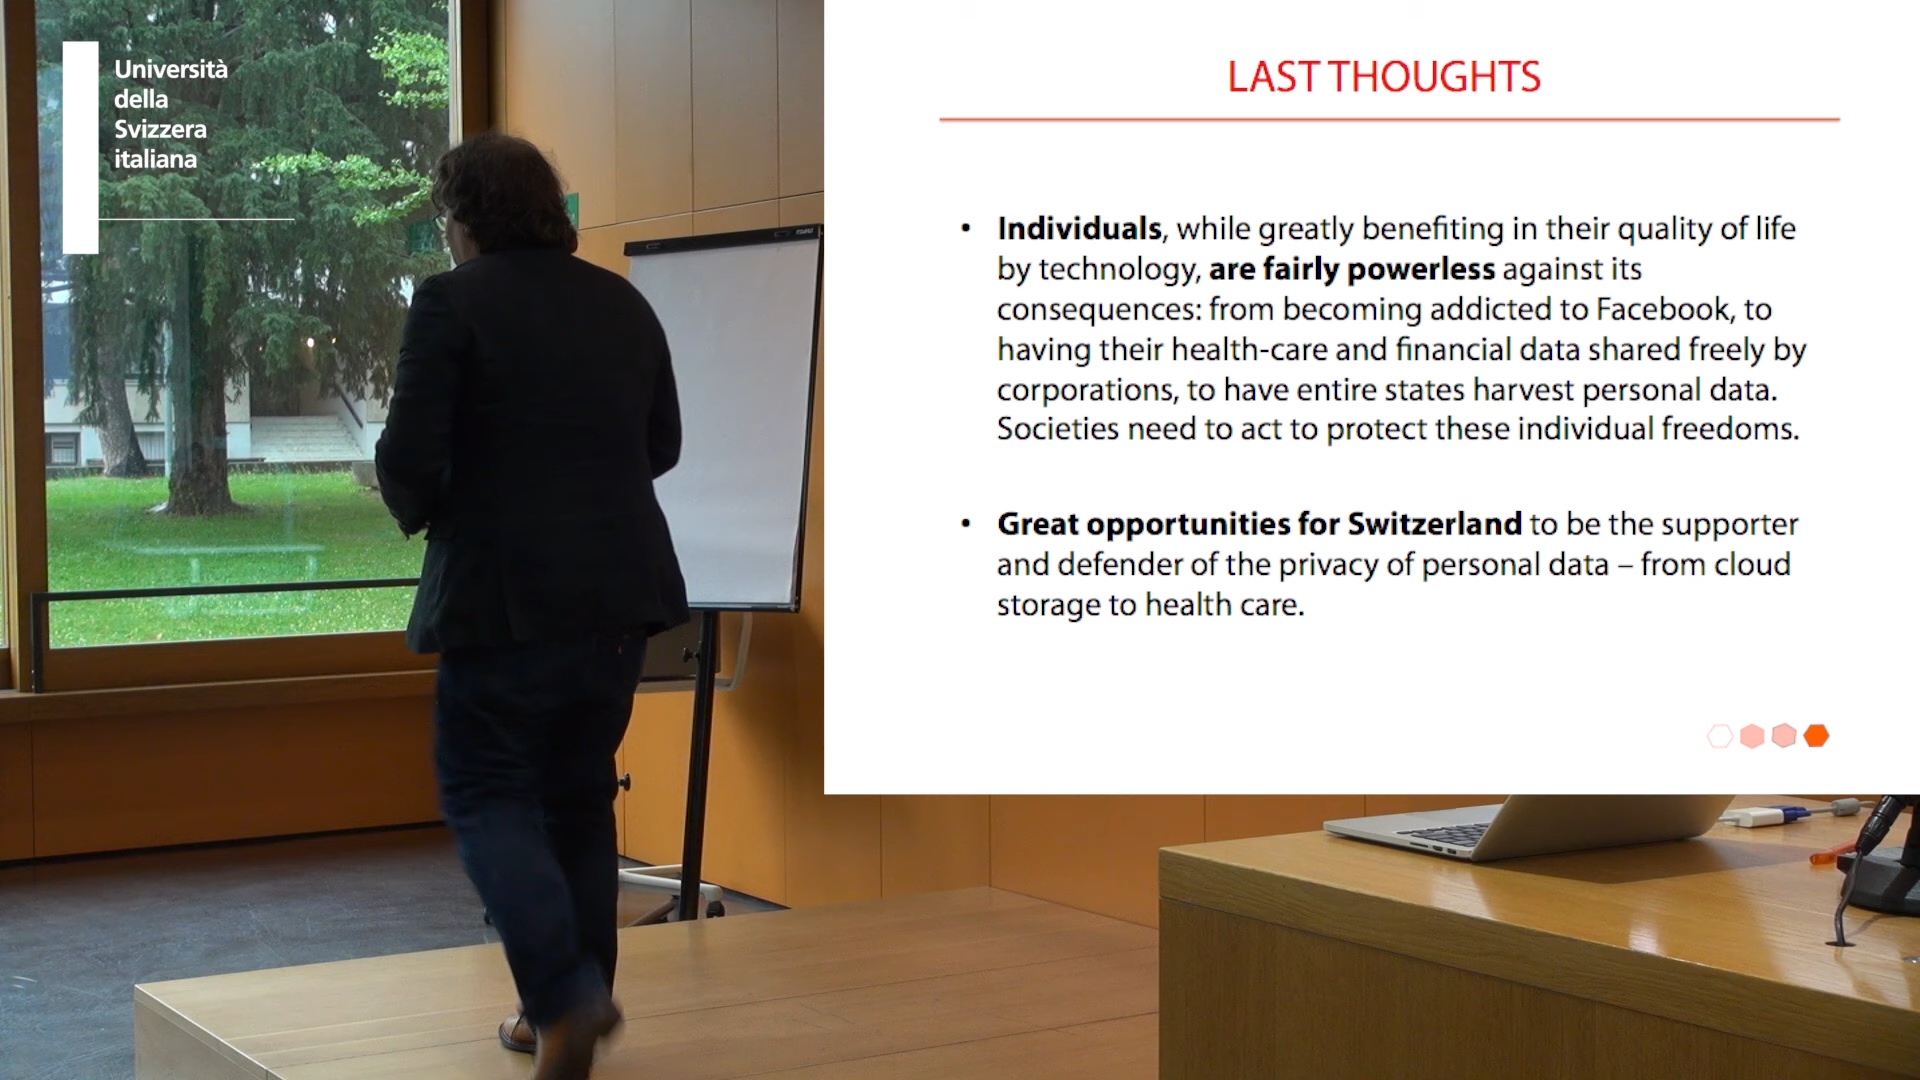 Università
della
Svizzera
italiana
LAST THOUGHTS
• Individuals, while greatly benefiting in their quality of life
by technology, are fairly powerless against its
consequences: from becoming addicted to Facebook, to
having their health-care and financial data shared freely by
corporations, to have entire states harvest personal data.
Societies need to act to protect these individual freedoms.
• Great opportunities for Switzerland to be the supporter
and defender of the privacy of personal data – from cloud
storage to health care.